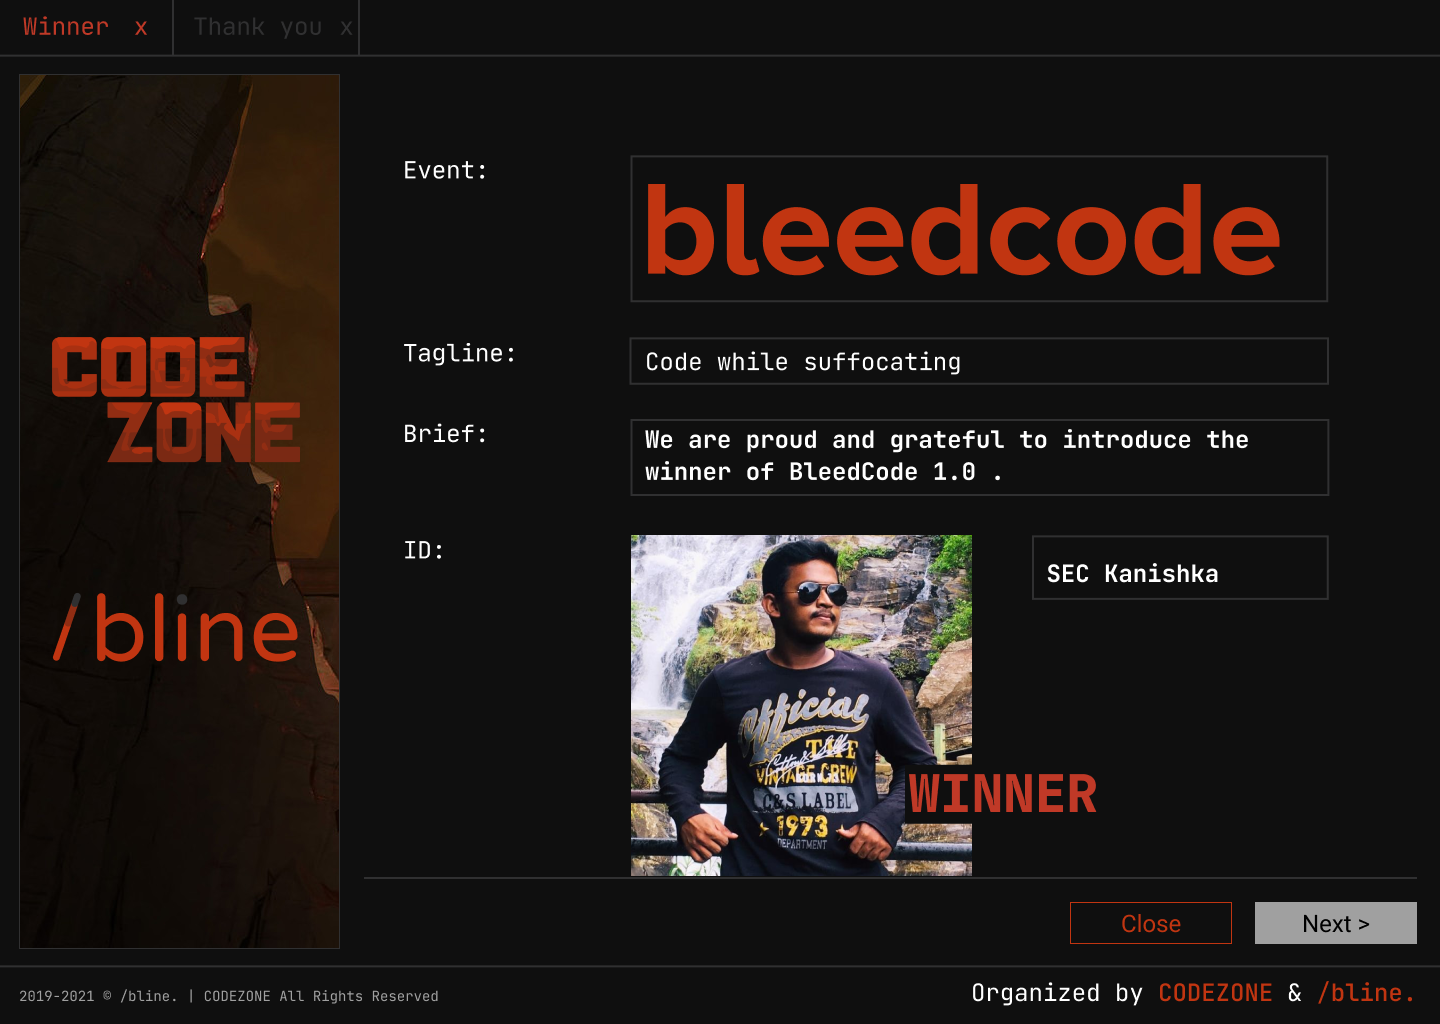 Winner x
Thank you x
CODE
ZONE
/bline
Event:
bleedcode
Tagline:
Code while suffocating
Brief:
We are proud and grateful to introduce the
winner of BleedCode 1.0 .
ID:
SEC Kanishka
Official
THE
VINTAGE CREW
C&S LABEL
1973
DEPARTMENT
WINNER
Close
Next >
2019-2021 © /bline. | CODEZONE All Rights Reserved
Organized by CODEZONE & /bline.